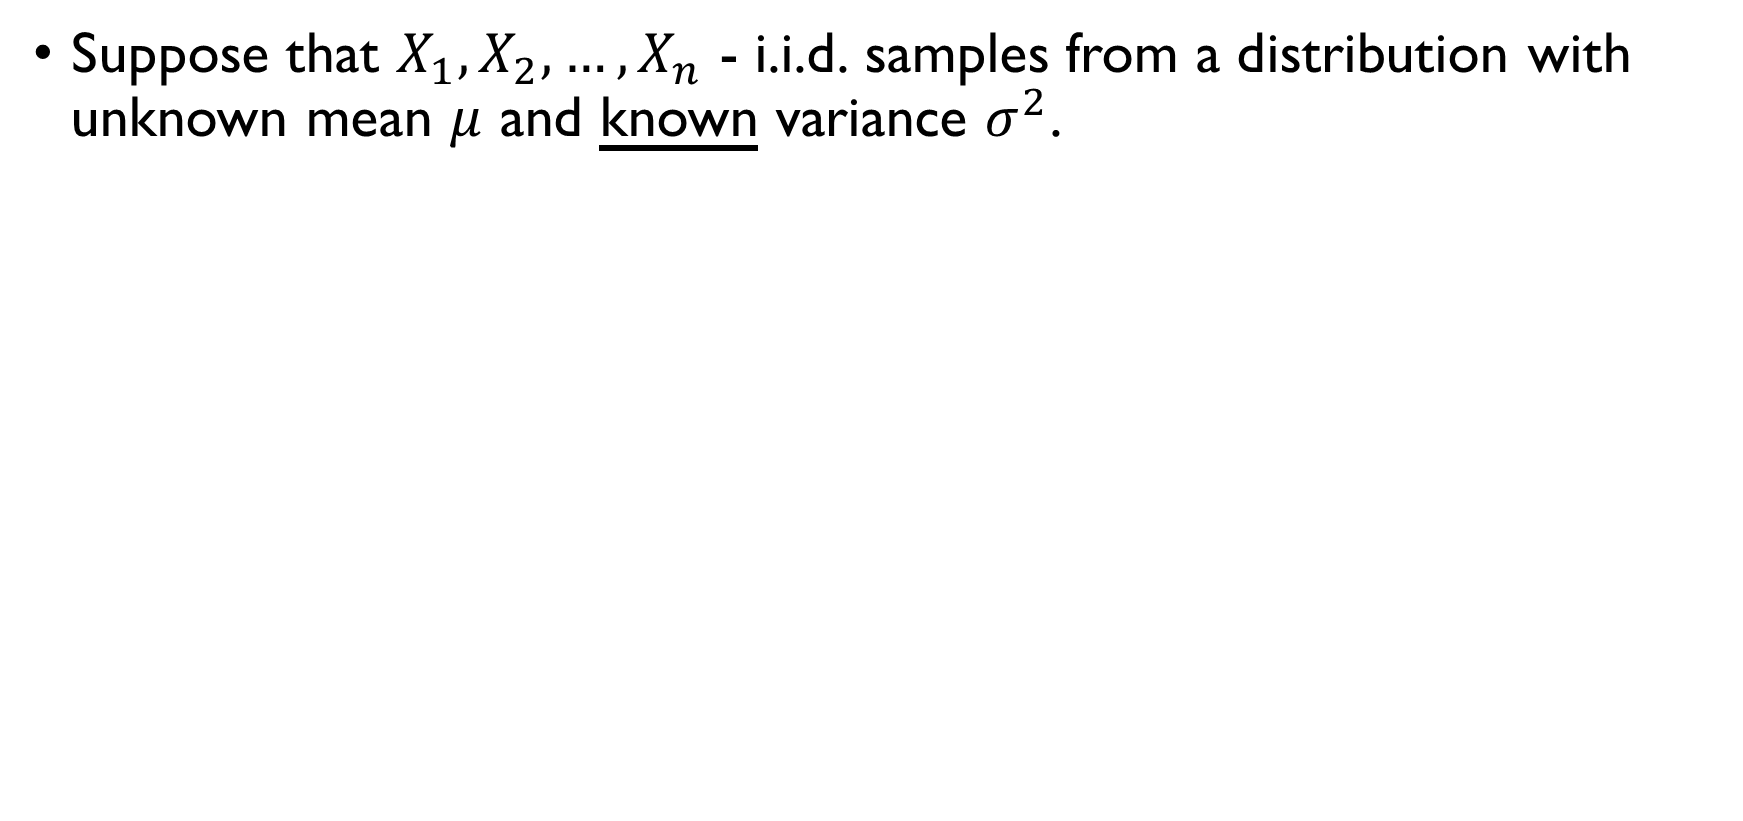 • Suppose that X₁, X₂, … , Xₙ - i.i.d. samples from a distribution with
unknown mean μ and known variance σ².